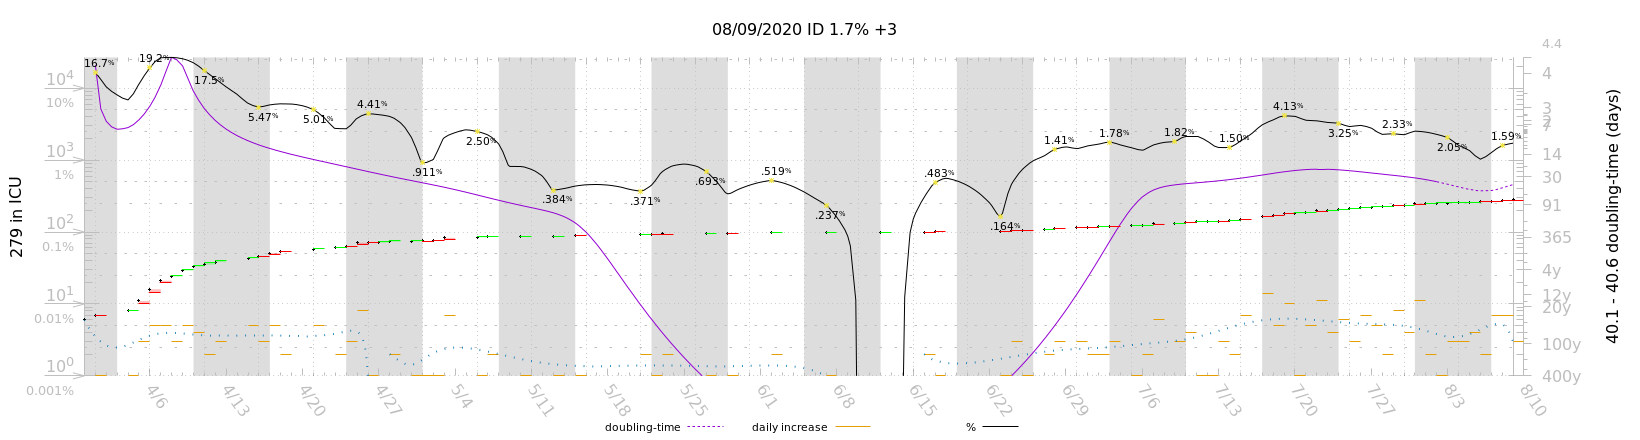 08/09/2020 ID 1.7% +3
4.4
16.7% 19.2% 17.5% 5.47% 5.01% 4.41% .911% 2.50% .384% .371% .693% .519% .237% .483% .164% 1.41% 1.78% 1.82% 1.50% 4.13% 3.25% 2.33% 2.05% 1.59%
10^4
10%
10^3
1%
10^2
0.1%
10^1
0.01%
10^0
0.001%
279 in ICU
4
3
2
7
14
30
91
365
4y
12y
20y
100y
400y
40.1 - 40.6 doubling-time (days)
4/6 4/13 4/20 4/27 5/4 5/11 5/18 5/25 6/1 6/8 6/15 6/22 6/29 7/6 7/13 7/20 7/27 8/3 8/10
doubling-time daily increase %